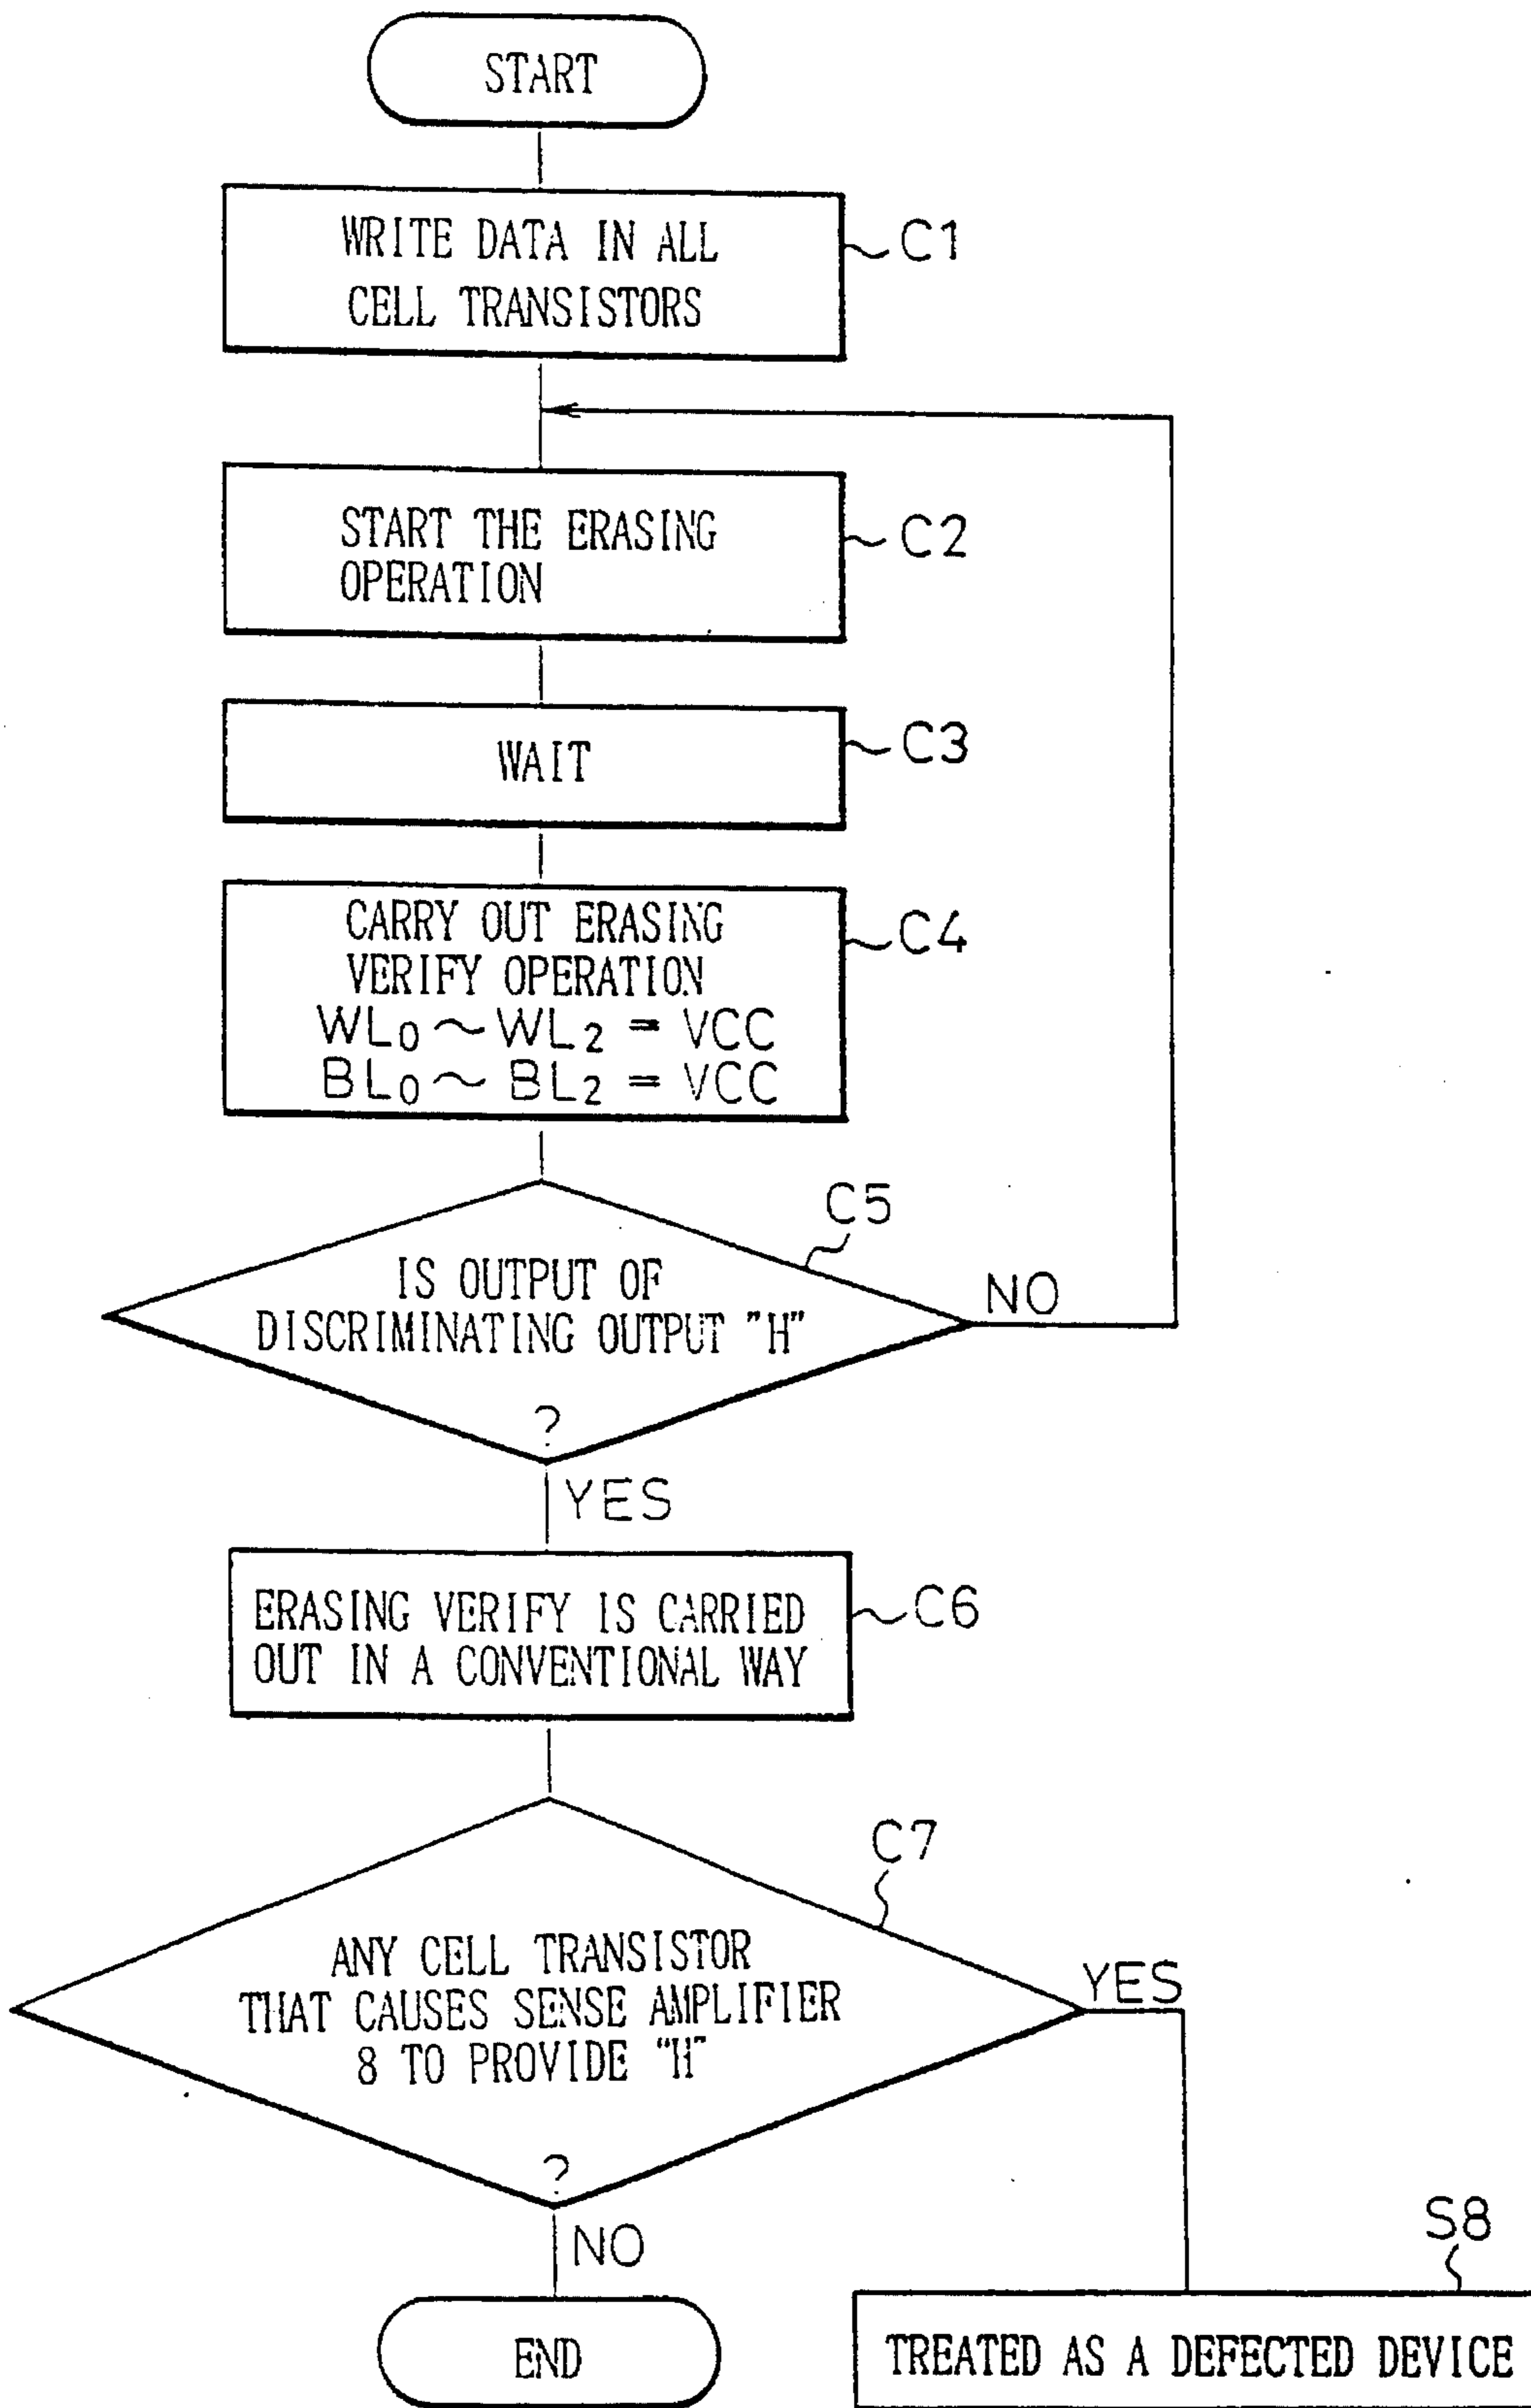 START
WRITE DATA IN ALL
CELL TRANSISTORS
C1
START THE ERASING
OPERATION
C2
WAIT
C3
CARRY OUT ERASING
VERIFY OPERATION
WL0 ~ WL2 = VCC
BL0 ~ BL2 = VCC
C4
C5
IS OUTPUT OF
DISCRIMINATING OUTPUT "H"
?
NO
YES
ERASING VERIFY IS CARRIED
OUT IN A CONVENTIONAL WAY
C6
C7
ANY CELL TRANSISTOR
THAT CAUSES SENSE AMPLIFIER
8 TO PROVIDE "H"
?
YES
NO
S8
END
TREATED AS A DEFECTED DEVICE